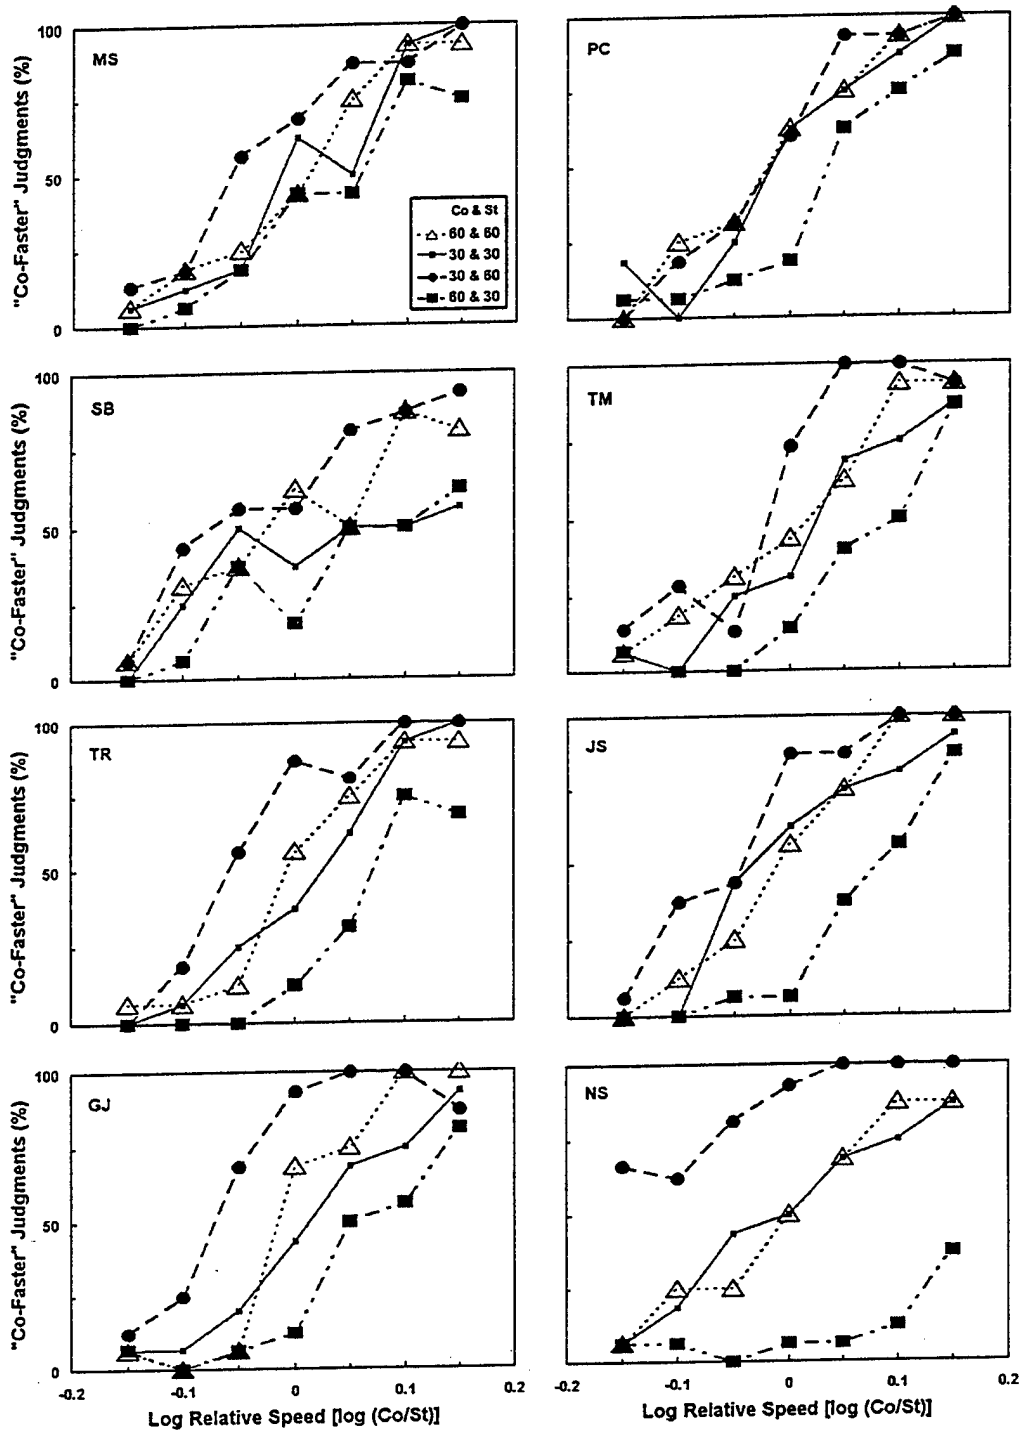 MS
PC
"Co-Faster" Judgments (%)
100
50
0
Co & St
60 & 60
30 & 30
30 & 60
60 & 30
SB
TM
"Co-Faster" Judgments (%)
100
50
0
TR
JS
"Co-Faster" Judgments (%)
100
50
0
GJ
NS
"Co-Faster" Judgments (%)
100
50
0
-0.2 -0.1 0 0.1 0.2
-0.2 -0.1 0 0.1 0.2
Log Relative Speed [log (Co/St)]
Log Relative Speed [log (Co/St)]